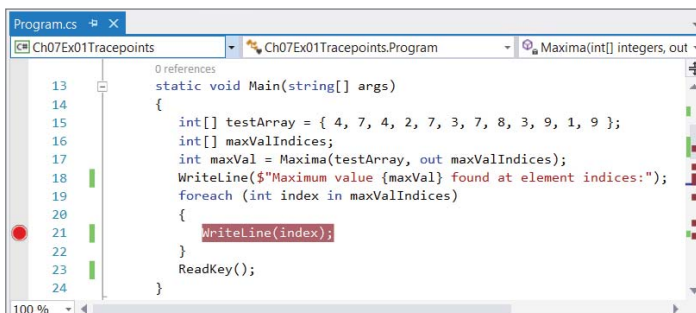 Program.cs
C# Ch07Ex01Tracepoints Ch07Ex01Tracepoints.Program Maxima(int[] integers, out
0 references
13 static void Main(string[] args)
14 {
15 int[] testArray = { 4, 7, 4, 2, 7, 3, 7, 8, 3, 9, 1, 9 };
16 int[] maxValIndices;
17 int maxVal = Maxima(testArray, out maxValIndices);
18 WriteLine($"Maximum value {maxVal} found at element indices:");
19 foreach (int index in maxValIndices)
20 {
21 WriteLine(index);
22 }
23 ReadKey();
24 }
100 %